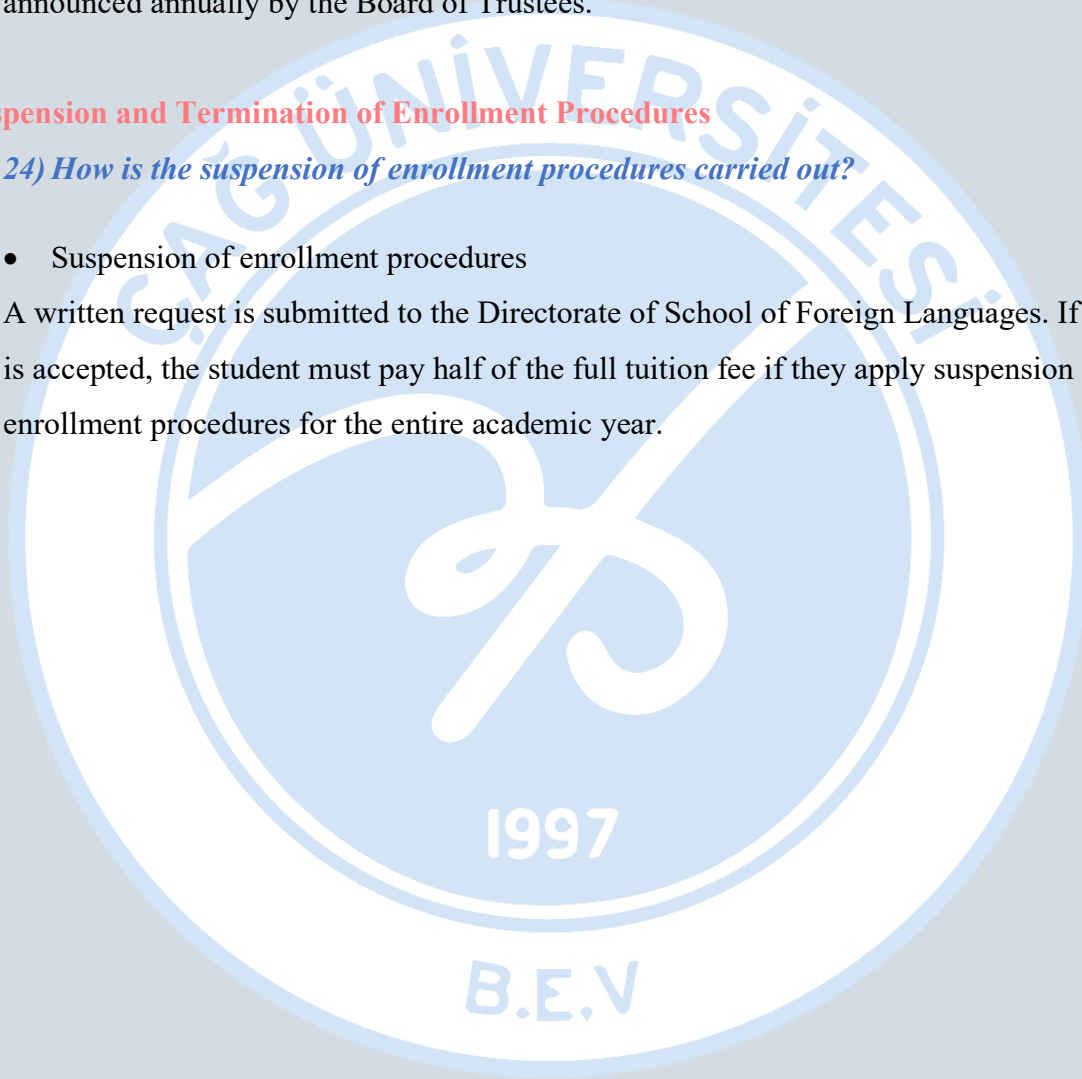 announced annually by the Board of Trustees.
spension and Termination of Enrollment Procedures
24) How is the suspension of enrollment procedures carried out?
• Suspension of enrollment procedures
A written request is submitted to the Directorate of School of Foreign Languages. If
is accepted, the student must pay half of the full tuition fee if they apply suspension
enrollment procedures for the entire academic year.
ÇAĞ ÜNİVERSİTESİ
1997
B.E.V